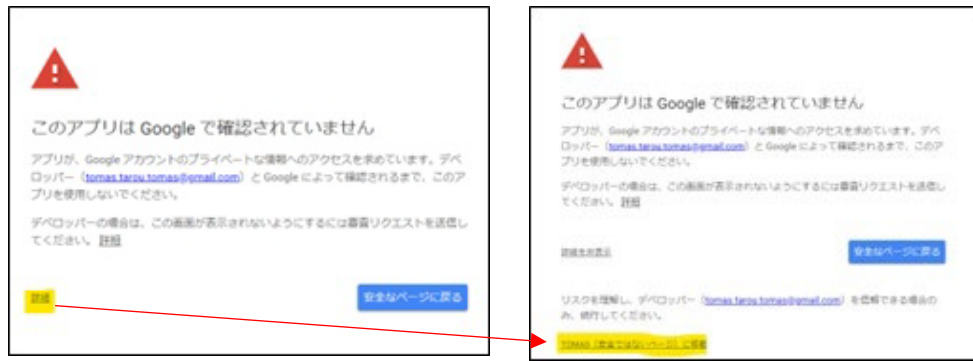 このアプリは Google で確認されていません
アプリが、Google アカウントのプライベートな情報へのアクセスを求めています。デベ
ロッパー（tomas.tarou.tomas@gmail.com）と Google によって確認されるまで、このア
プリを使用しないでください。
デベロッパーの場合は、この画面が表示されないようにするには審査リクエストを送信し
てください。 詳細
詳細
安全なページに戻る
このアプリは Google で確認されていません
アプリが、Google アカウントのプライベートな情報へのアクセスを求めています。デベ
ロッパー（tomas.tarou.tomas@gmail.com）と Google によって確認されるまで、このア
プリを使用しないでください。
デベロッパーの場合は、この画面が表示されないようにするには審査リクエストを送信し
てください。 詳細
詳細を非表示
安全なページに戻る
リスクを理解し、デベロッパー（tomas.tarou.tomas@gmail.com）を信頼できる場合の
み、続行してください。
TOMAS（安全ではないページ）に移動